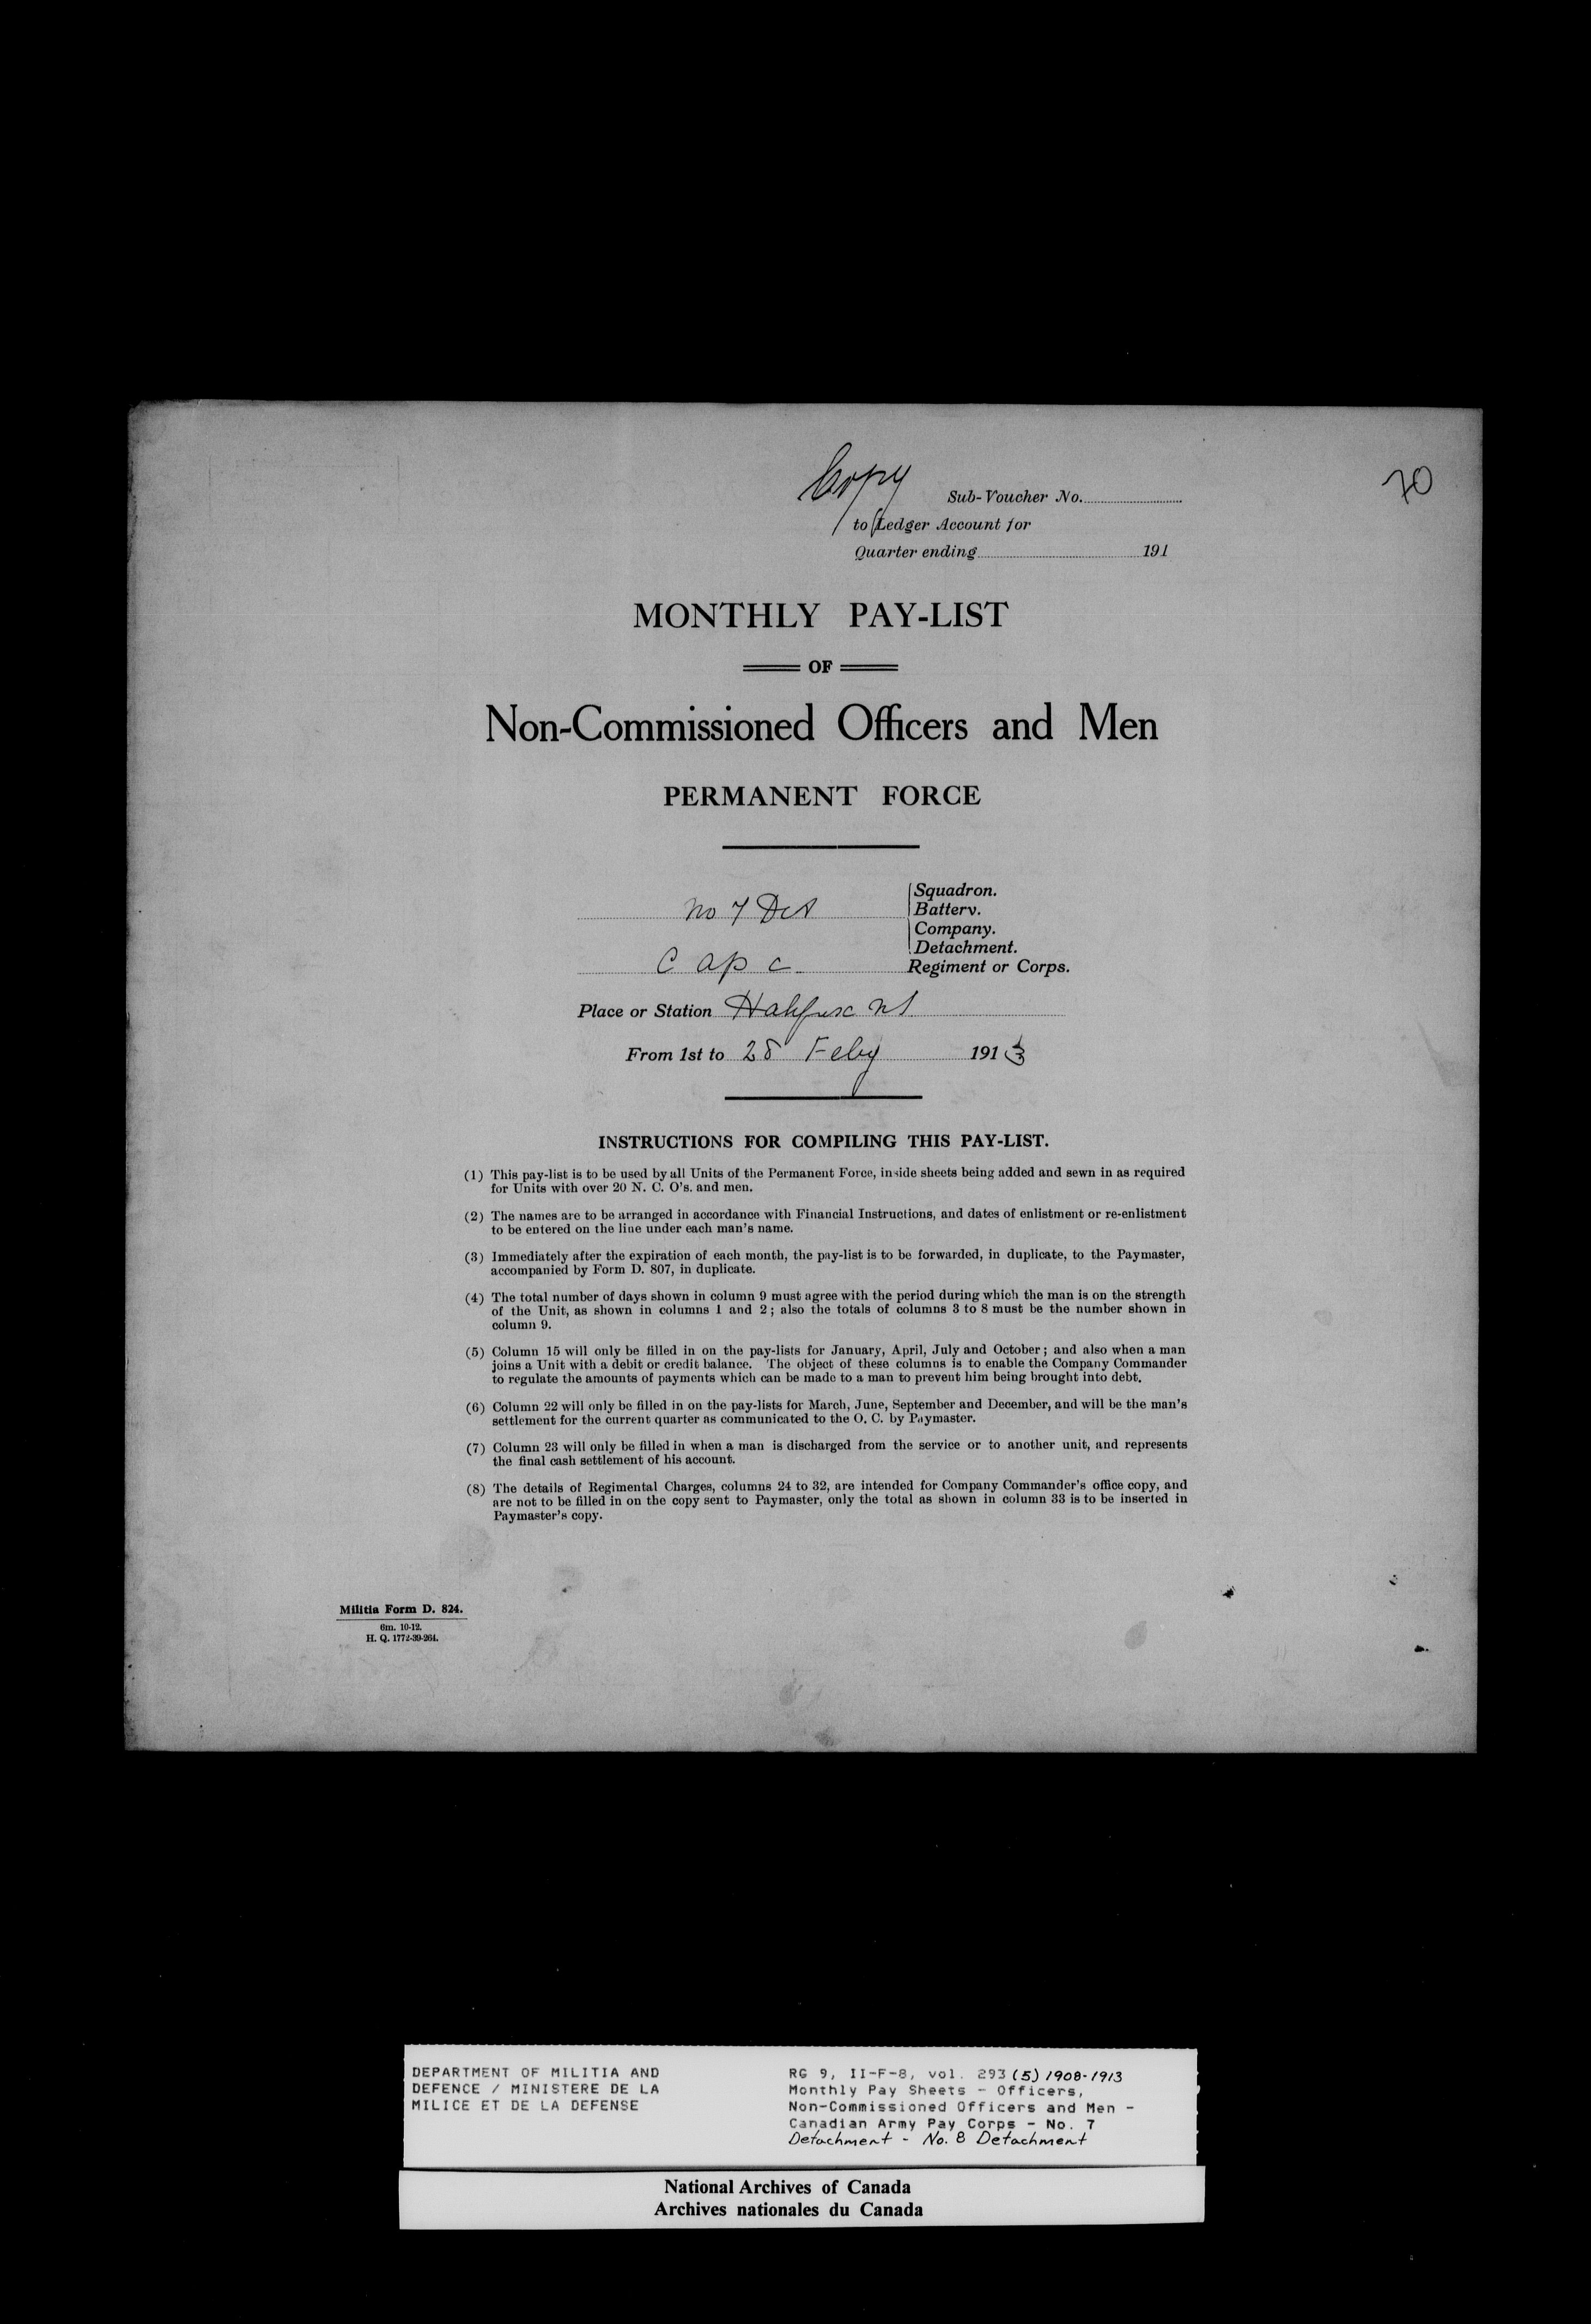 Copy
70
Sub-Voucher No.
to Ledger Account for
Quarter ending 191
MONTHLY PAY-LIST
OF
Non-Commissioned Officers and Men
PERMANENT FORCE
No 7 Det
Squadron.
Battery.
Company.
Detachment.
C A P C Regiment or Corps.
Place or Station Halifax NS
From 1st to 28 Feby 1913
INSTRUCTIONS FOR COMPILING THIS PAY-LIST.
(1) This pay-list is to be used by all Units of the Permanent Force, inside sheets being added and sewn in as required
for Units with over 20 N. C. O's. and men.
(2) The names are to be arranged in accordance with Financial Instructions, and dates of enlistment or re-enlistment
to be entered on the line under each man's name.
(3) Immediately after the expiration of each month, the pay-list is to be forwarded, in duplicate, to the Paymaster,
accompanied by Form D. 807, in duplicate.
(4) The total number of days shown in column 9 must agree with the period during which the man is on the strength
of the Unit, as shown in columns 1 and 2; also the totals of columns 3 to 8 must be the number shown in
column 9.
(5) Column 15 will only be filled in on the pay-lists for January, April, July and October; and also when a man
joins a Unit with a debit or credit balance. The object of these columns is to enable the Company Commander
to regulate the amounts of payments which can be made to a man to prevent him being brought into debt.
(6) Column 22 will only be filled in on the pay-lists for March, June, September and December, and will be the man's
settlement for the current quarter as communicated to the O. C. by Paymaster.
(7) Column 23 will only be filled in when a man is discharged from the service or to another unit, and represents
the final cash settlement of his account.
(8) The details of Regimental Charges, columns 24 to 32, are intended for Company Commander's office copy, and
are not to be filled in on the copy sent to Paymaster, only the total as shown in column 33 is to be inserted in
Paymaster's copy.
Militia Form D. 824.
6m. 10-12.
H. Q. 1772-39-264.
DEPARTMENT OF MILITIA AND
DEFENCE / MINISTERE DE LA
MILICE ET DE LA DEFENSE
RG 9, II-F-8, vol. 293 (5) 1908-1913
Monthly Pay Sheets - Officers,
Non-Commissioned Officers and Men -
Canadian Army Pay Corps - No. 7
Detachment - No. 8 Detachment
National Archives of Canada
Archives nationales du Canada